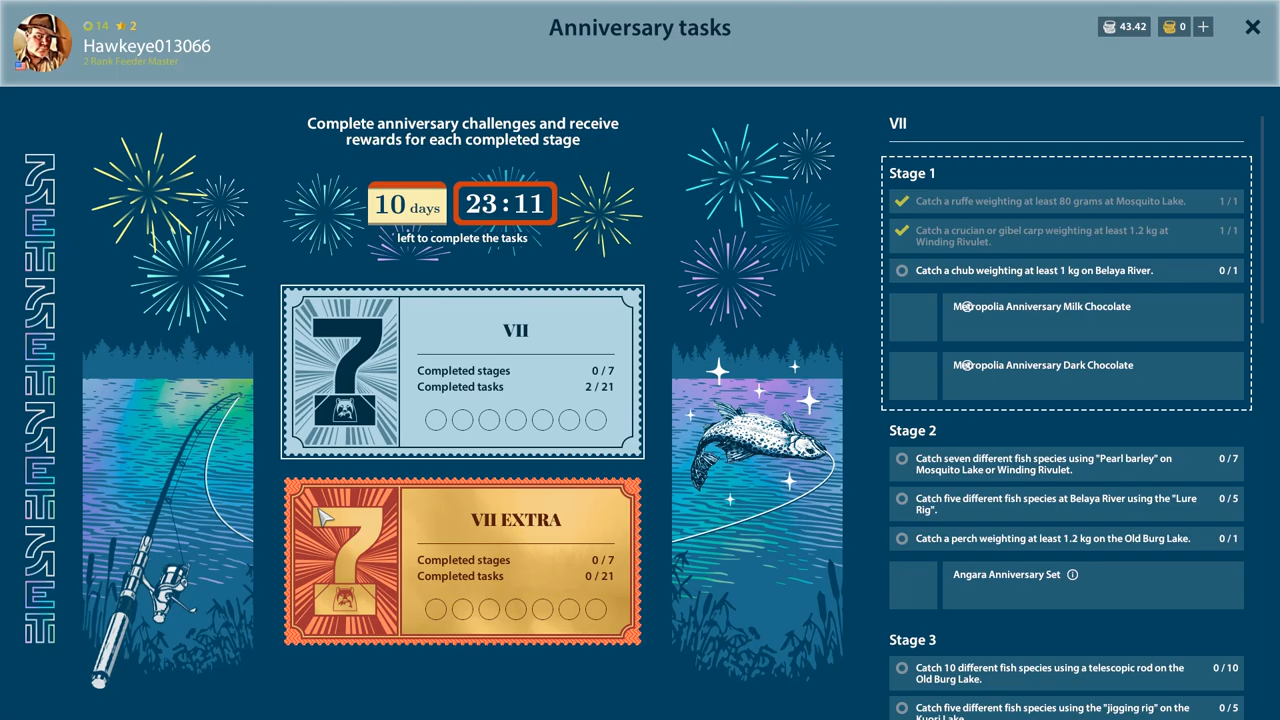 14 2
Hawkeye013066
2 Rank Feeder Master
Anniversary tasks
43.42
0
Complete anniversary challenges and receive
rewards for each completed stage
10 days
23:11
left to complete the tasks
7
VII
Completed stages 0 / 7
Completed tasks 2 / 21
7
VII EXTRA
Completed stages 0 / 7
Completed tasks 0 / 21
VII
Stage 1
Catch a ruffe weighting at least 80 grams at Mosquito Lake. 1 / 1
Catch a crucian or gibel carp weighting at least 1.2 kg at 1 / 1
Winding Rivulet.
Catch a chub weighting at least 1 kg on Belaya River. 0 / 1
Metropolia Anniversary Milk Chocolate
Metropolia Anniversary Dark Chocolate
Stage 2
Catch seven different fish species using "Pearl barley" on 0 / 7
Mosquito Lake or Winding Rivulet.
Catch five different fish species at Belaya River using the "Lure 0 / 5
Rig".
Catch a perch weighting at least 1.2 kg on the Old Burg Lake. 0 / 1
Angara Anniversary Set
Stage 3
Catch 10 different fish species using a telescopic rod on the 0 / 10
Old Burg Lake.
Catch five different fish species using the "jigging rig" on the 0 / 5
Kuori Lake.